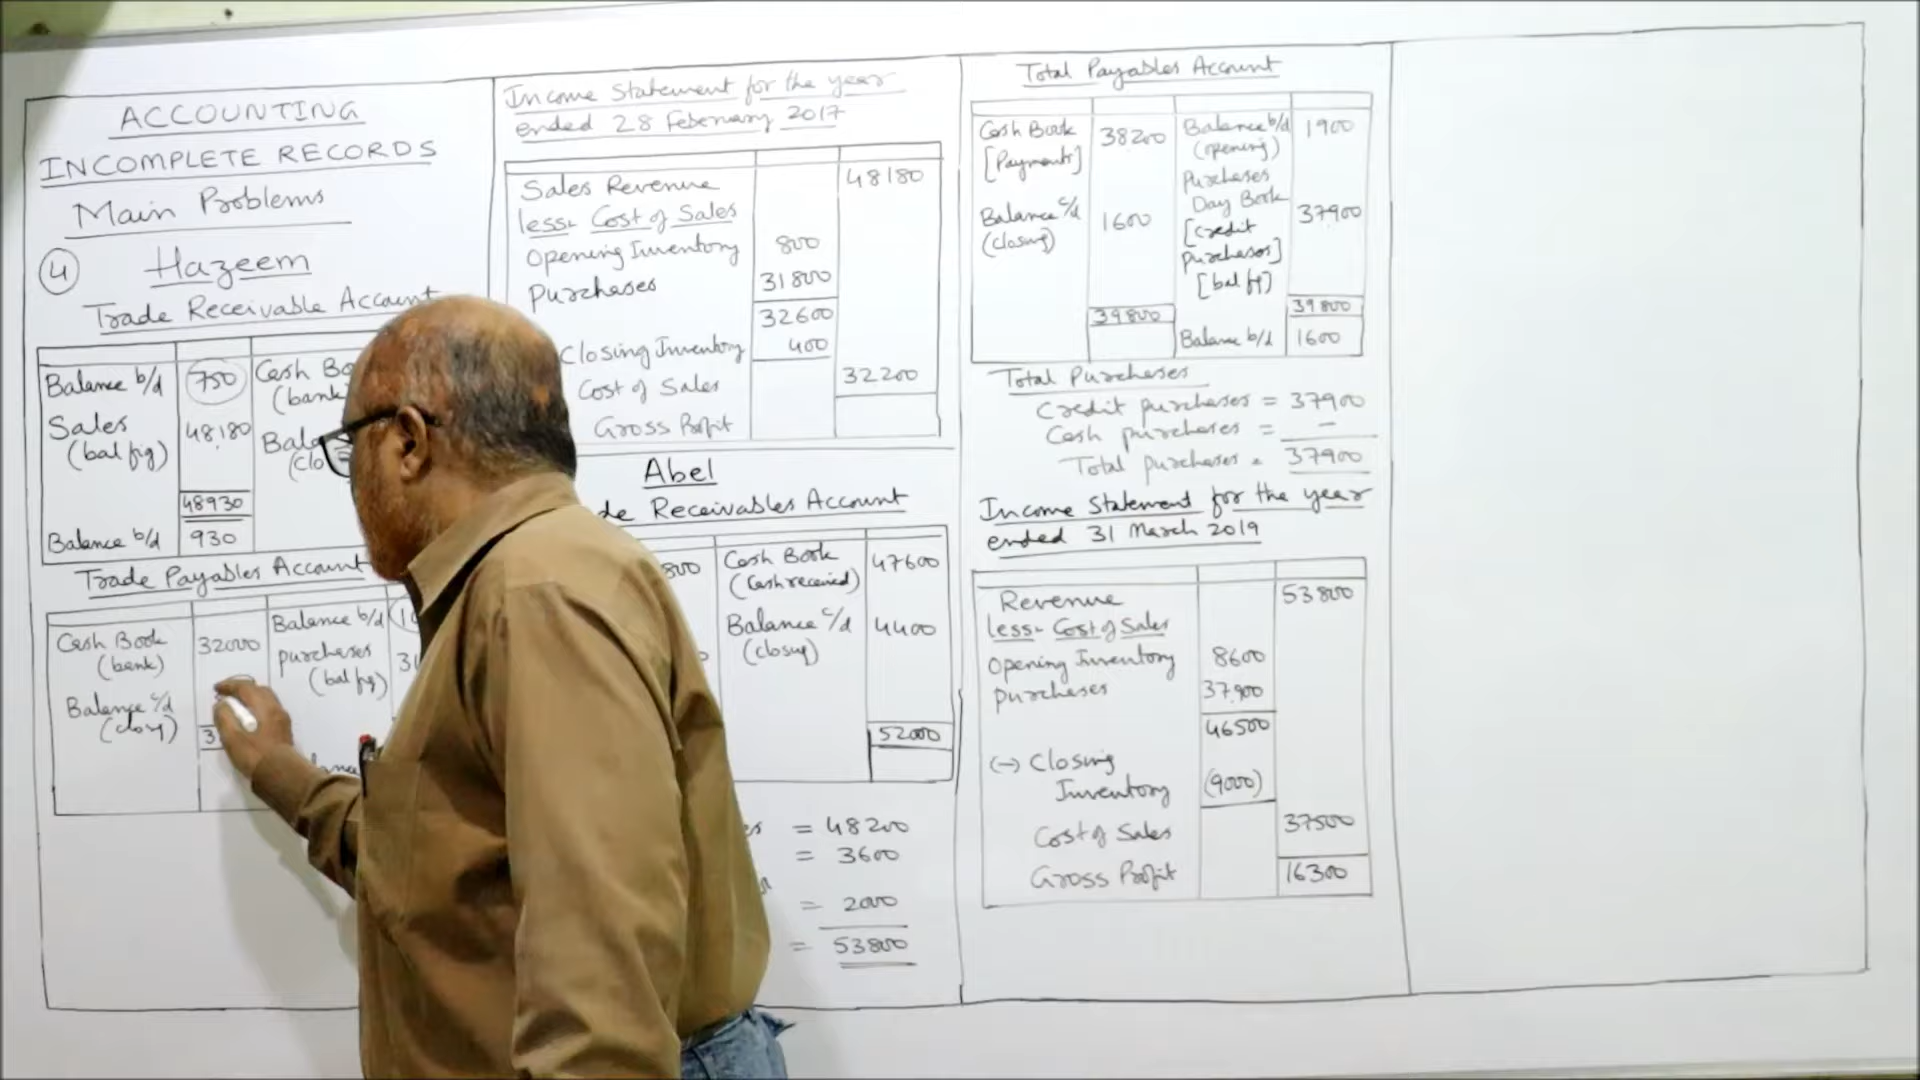 ACCOUNTING
INCOMPLETE RECORDS
Main Problems
4 Hazeem
Trade Receivable Account
Balance b/d 750 Cash
(bank
Sales 48180
(bal fig)
48930
Balance b/d 930
Trade Payables Account
Cash Book 32000 Balance b/d
(bank) purchases
(bal fig)
Balance c/d
Income Statement for the year
ended 28 February 2017
Sales Revenue 48180
less:- Cost of Sales
Opening Inventory 800
Purchases 31800
32600
Closing Inventory 400
Cost of Sales 32200
Gross Profit
Abel
Receivables Account
Cash Book 47600
(Cash received)
Balance c/d 4400
52000
= 48200
= 3600
= 2000
= 53800
Total Payables Account
Cash Book 38200 Balance b/d 1900
[Payments] (opening)
purchases
Day Book 37900
Balance c/d 1600 [credit
(closing) purchases]
[bal fig]
39800 39800
Balance b/d 1600
Total Purchases
Credit purchases = 37900
Cash purchases = -
Total purchases = 37900
Income Statement for the year
ended 31 March 2019
Revenue 53800
less:- Cost of Sales
Opening Inventory 8600
purchases 37900
46500
(-) Closing
Inventory (9000)
Cost of Sales 37500
Gross Profit 16300